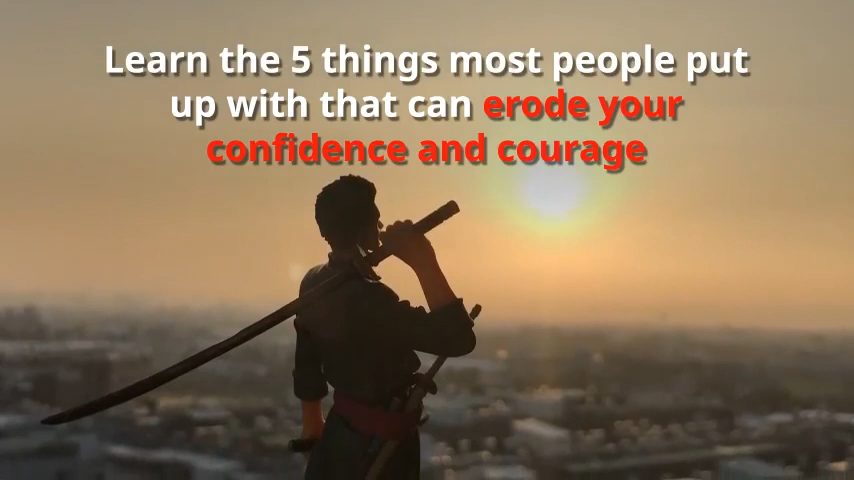 Learn the 5 things most people put
up with that can erode your
confidence and courage